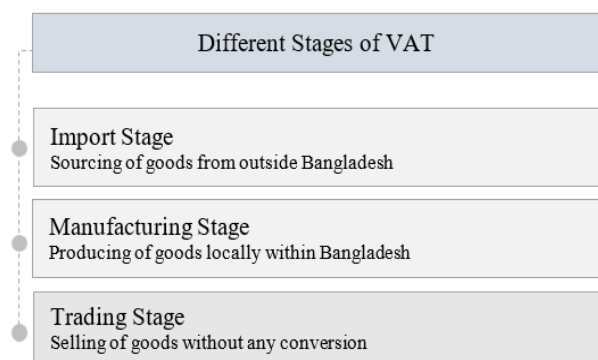 Different Stages of VAT
Import Stage
Sourcing of goods from outside Bangladesh
Manufacturing Stage
Producing of goods locally within Bangladesh
Trading Stage
Selling of goods without any conversion